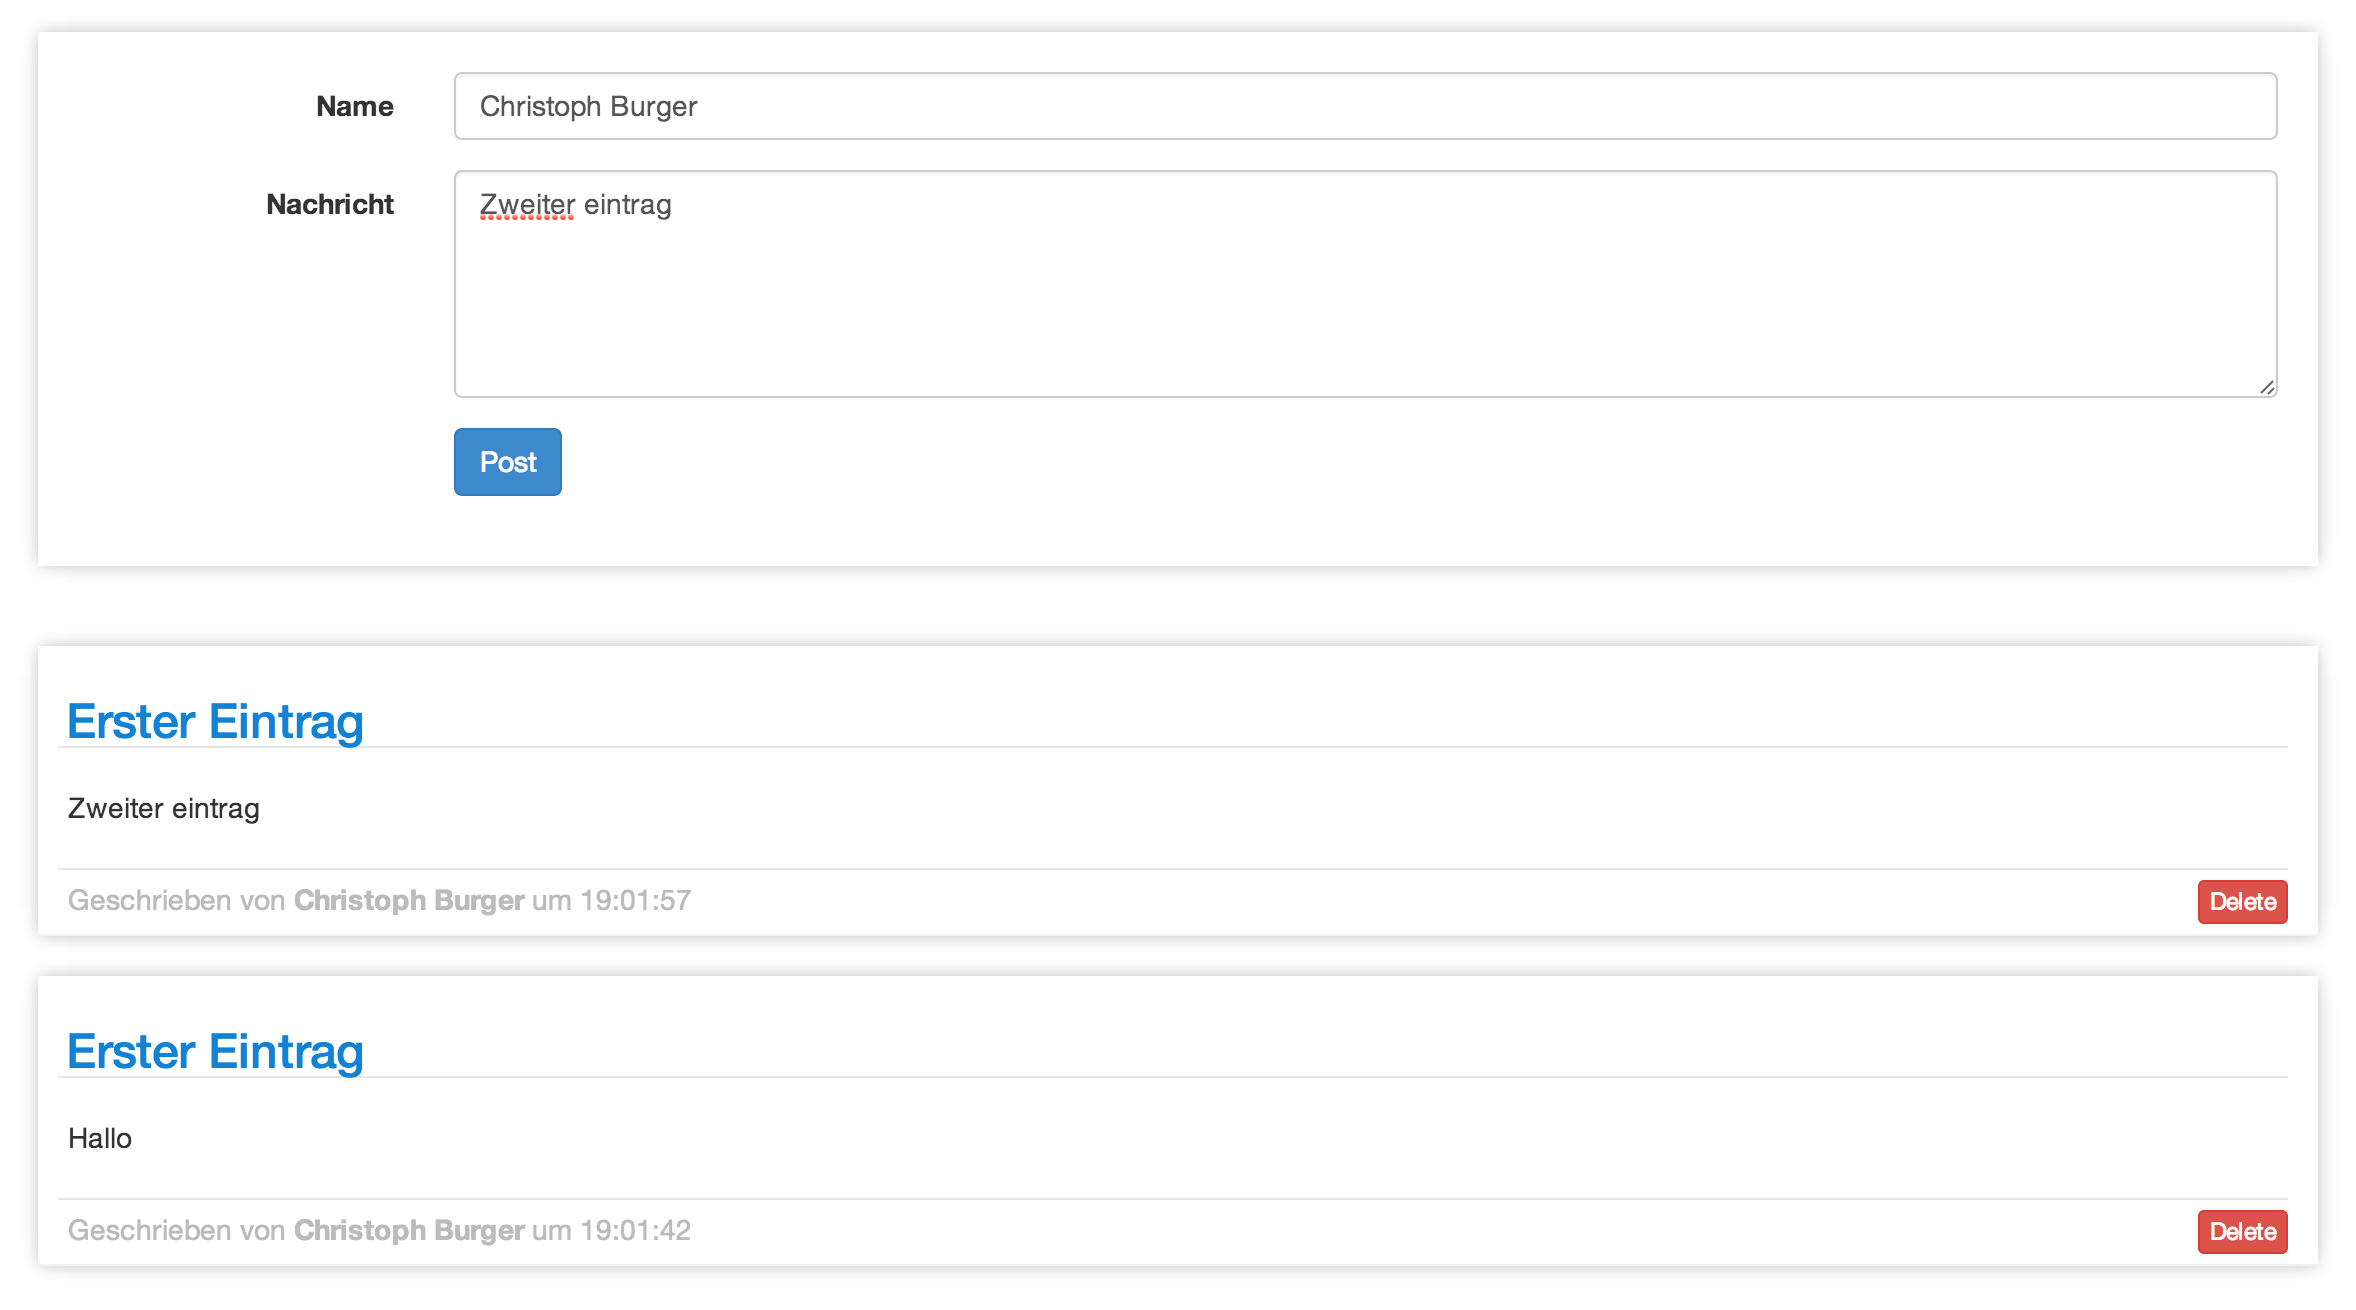 Name Christoph Burger
Nachricht Zweiter eintrag
Post
Erster Eintrag
Zweiter eintrag
Geschrieben von Christoph Burger um 19:01:57 Delete
Erster Eintrag
Hallo
Geschrieben von Christoph Burger um 19:01:42 Delete